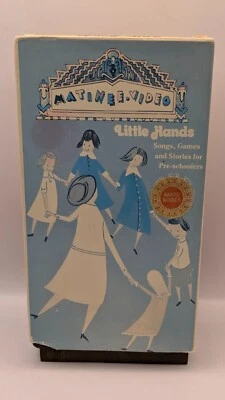 MATINEE VIDEO
Little Hands
Songs, Games
and Stories for
Pre-schoolers